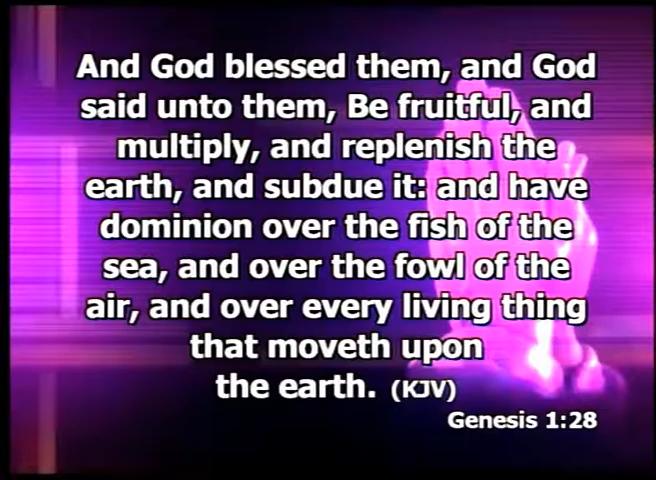 And God blessed them, and God
said unto them, Be fruitful, and
multiply, and replenish the
earth, and subdue it: and have
dominion over the fish of the
sea, and over the fowl of the
air, and over every living thing
that moveth upon
the earth. (KJV)
Genesis 1:28